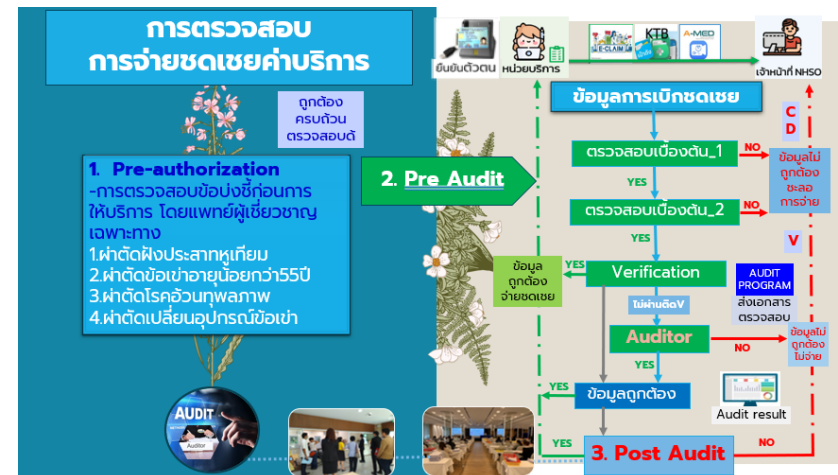 การตรวจสอบ
การจ่ายชดเชยค่าบริการ
ถูกต้อง
ครบถ้วน
ตรวจสอบด้
1. Pre-authorization
-การตรวจสอบข้อบ่งชี้ก่อนการ
ให้บริการ โดยแพทย์ผู้เชี่ยวชาญ
เฉพาะทาง
1.ผ่าตัดฝังประสาทหูเทียม
2.ผ่าตัดข้อเข่าอายุน้อยกว่า55ปี
3.ผ่าตัดโรคอ้วนทุพลภาพ
4.ผ่าตัดเปลี่ยนอุปกรณ์ข้อเข่า
AUDIT
Auditor
2. Pre Audit
ยืนยันตัวตน
หน่วยบริการ
E-CLAIM
KTB
A-MED
เจ้าหน้าที่ NHSO
ข้อมูลการเบิกชดเชย
C
D
ตรวจสอบเบื้องต้น_1
NO
ข้อมูลไม่
ถูกต้อง
ชะลอ
การจ่าย
YES
ตรวจสอบเบื้องต้น_2
NO
YES
V
ข้อมูล
ถูกต้อง
จ่ายชดเชย
YES
Verification
AUDIT
PROGRAM
ส่งเอกสาร
ตรวจสอบ
ไม่ผ่านติดV
Auditor
NO
ข้อมูลไม่
ถูกต้อง
ไม่จ่าย
YES
YES
ข้อมูลถูกต้อง
Audit result
YES
3. Post Audit
NO